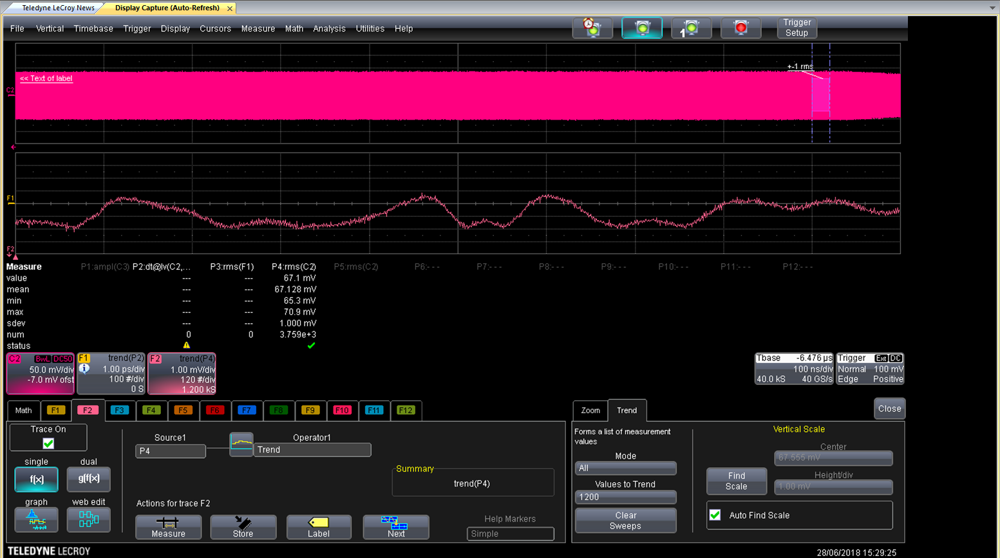 Teledyne LeCroy News Display Capture (Auto-Refresh) ×
File Vertical Timebase Trigger Display Cursors Measure Math Analysis Utilities Help 1 Trigger Setup
+-1 rms
<< Text of label
C2
F1
F2
Measure P1:ampl(C3) P2:dt@lv(C2,... P3:rms(F1) P4:rms(C2) P5:rms(C2) P6:- - - P7:- - - P8:- - - P9:- - - P10:- - - P11:- - - P12:- - -
value --- --- 67.1 mV
mean --- --- 67.128 mV
min --- --- 65.3 mV
max --- --- 70.9 mV
sdev --- --- 1.000 mV
num 0 0 3.759e+3
status
C2 BwL DC50 F1 trend(P2) F2 trend(P4) Tbase -6.476 µs Trigger Ext DC
50.0 mV/div 1.00 ps/div 1.00 mV/div 100 ns/div Normal 100 mV
-7.0 mV ofst 100 #/div 120 #/div 40.0 kS 40 GS/s Edge Positive
0 S 1.200 kS
Math F1 F2 F3 F4 F5 F6 F7 F8 F9 F10 F11 F12 Zoom Trend Close
Trace On
Source1 Operator1
P4 Trend
single dual
f(x) g(f(x)
graph web edit
Summary
trend(P4)
Actions for trace F2
Measure Store Label Next
Help Markers
Simple
Forms a list of measurement
values
Mode
All
Values to Trend
1200
Clear
Sweeps
Vertical Scale
Center
67.555 mV
Find
Scale
Height/div
1.00 mV
Auto Find Scale
TELEDYNE LECROY 28/06/2018 15:29:25